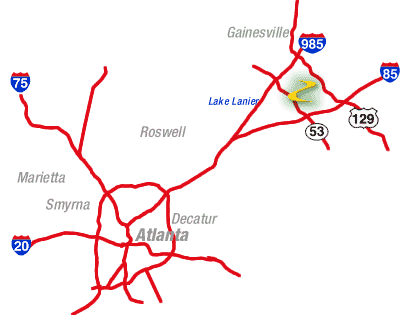 Gainesville
985
75
85
Lake Lanier
129
Roswell
53
Marietta
Smyrna
Decatur
Atlanta
20